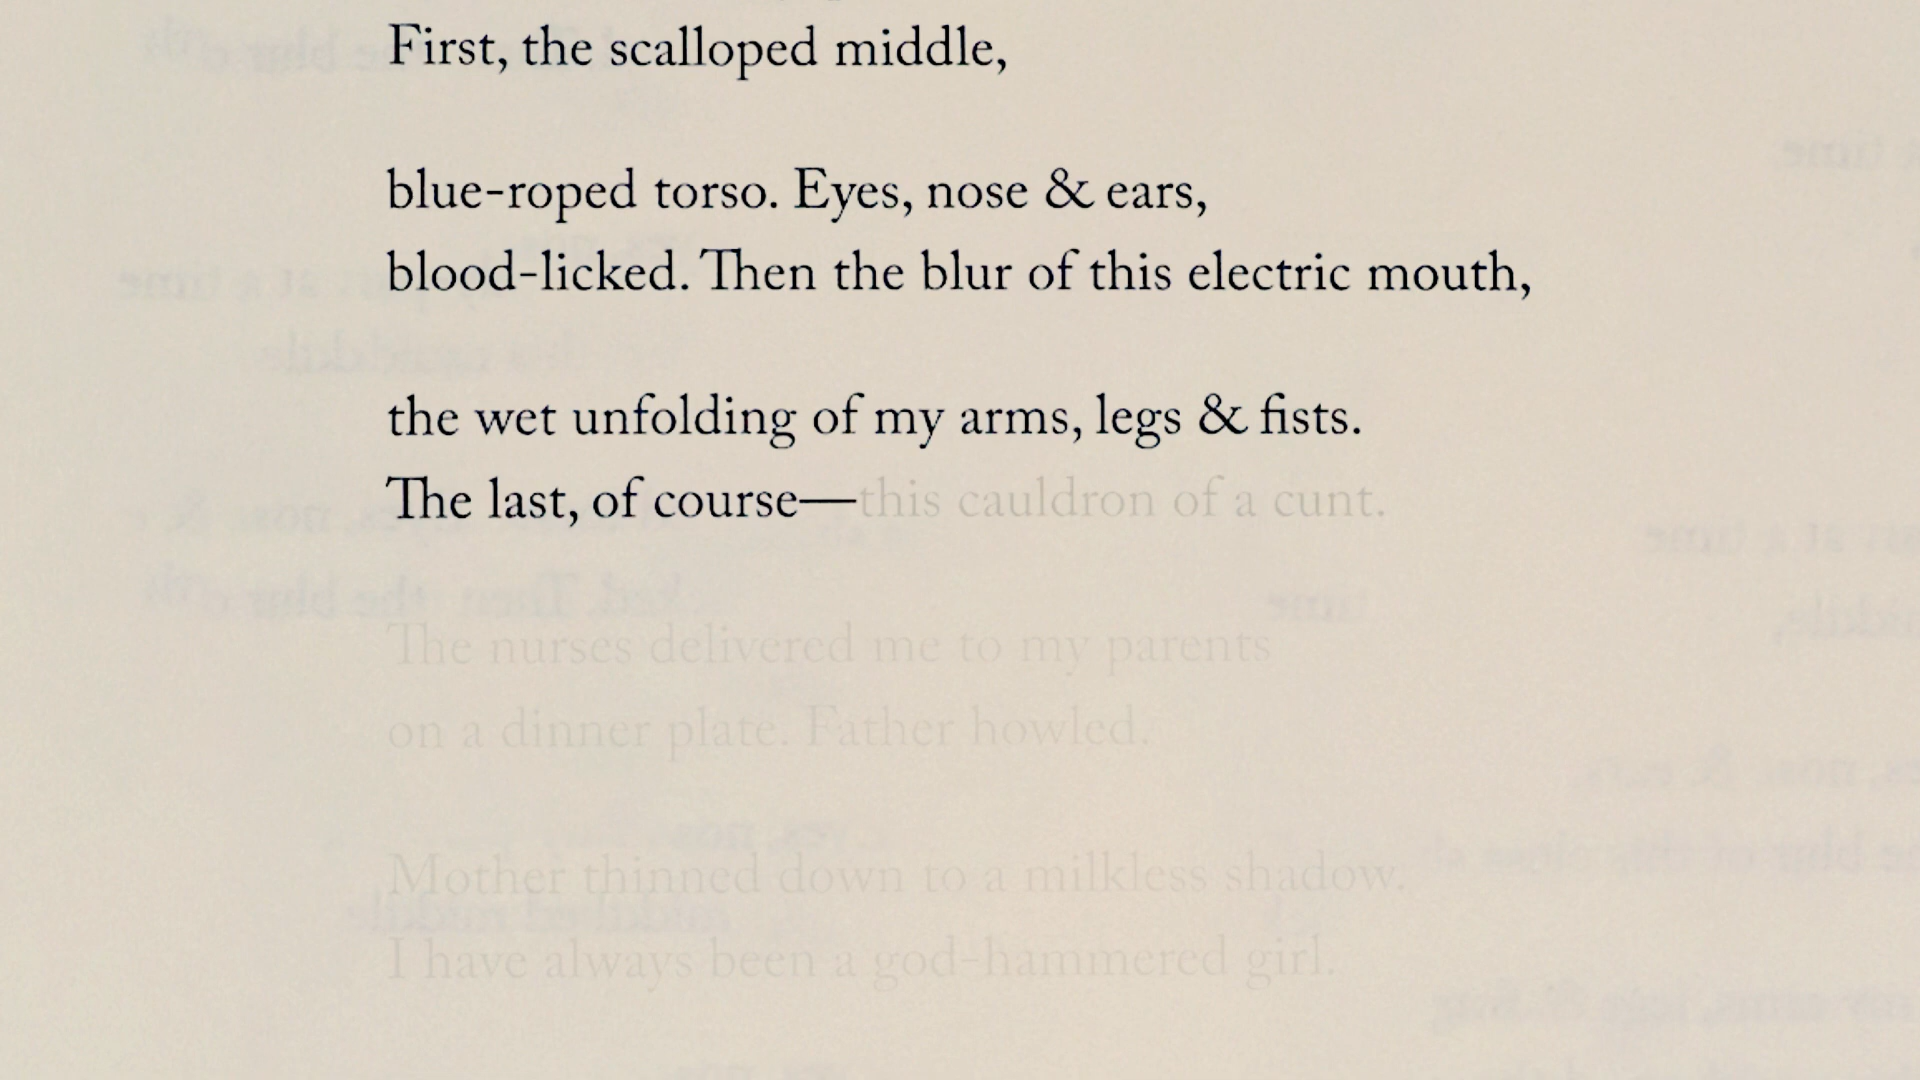 First, the scalloped middle,
blue-roped torso. Eyes, nose & ears,
blood-licked. Then the blur of this electric mouth,
the wet unfolding of my arms, legs & fists.
The last, of course—this cauldron of a cunt.
The nurses delivered me to my parents
on a dinner plate. Father howled.
Mother thinned down to a milkless shadow.
I have always been a god-hammered girl.